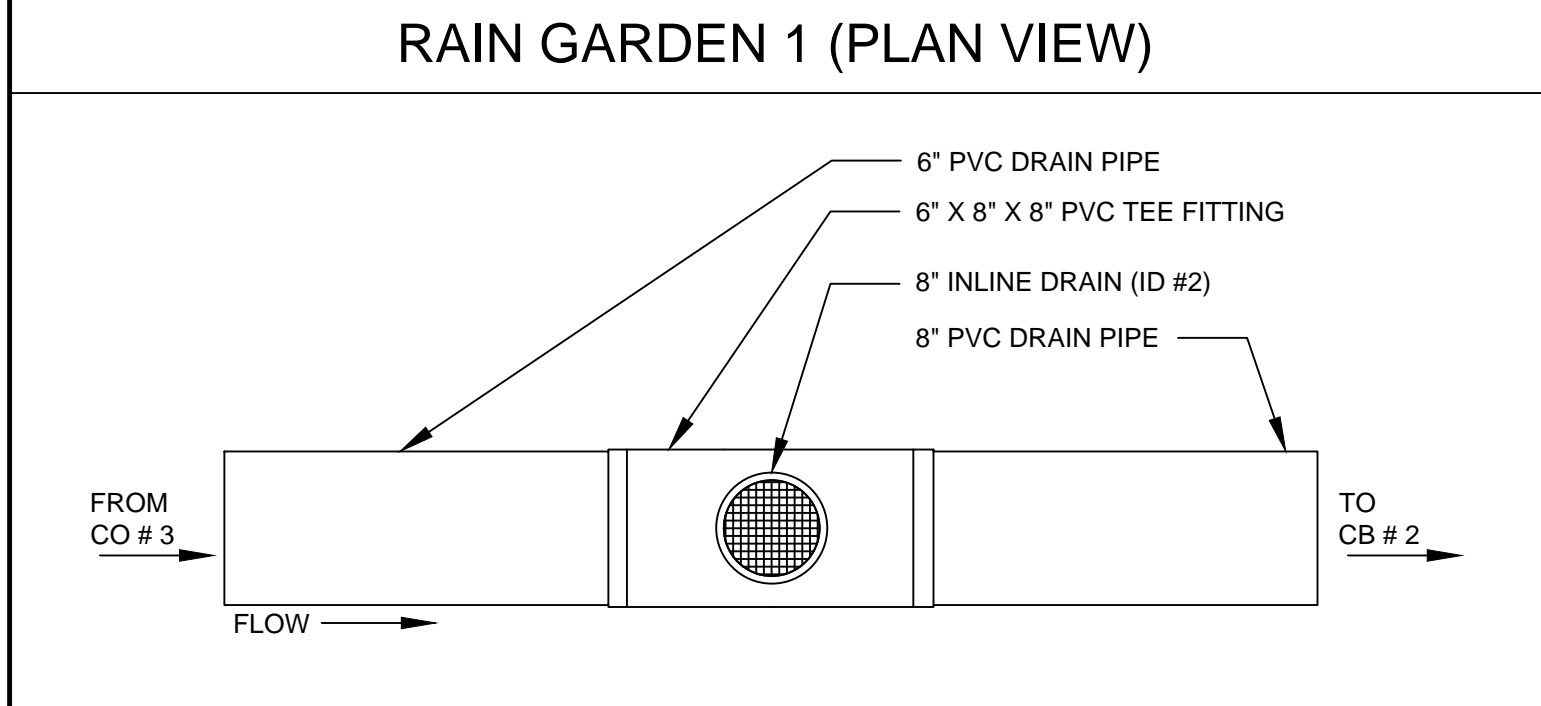 RAIN GARDEN 1 (PLAN VIEW)
6" PVC DRAIN PIPE
6" X 8" X 8" PVC TEE FITTING
8" INLINE DRAIN (ID #2)
8" PVC DRAIN PIPE
FROM
CO # 3
TO
CB # 2
FLOW